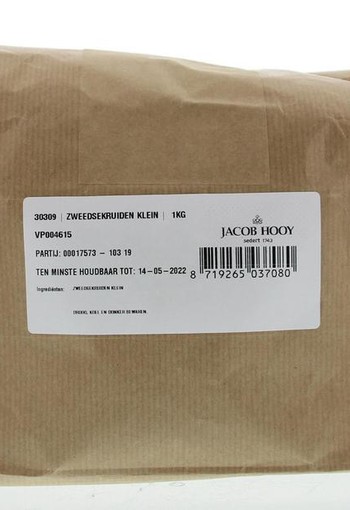 30309 | ZWEEDSEKRUIDEN KLEIN | 1KG
VP004615
JACOB HOOY
sedert 1743
PARTIJ: 00017573 - 103 19
TEN MINSTE HOUDBAAR TOT: 14-05-2022
8 719265 037080
Ingrediënten: ZWEEDSEKRUIDEN KLEIN
DROOG, KOEL EN DONKER BEWAREN.